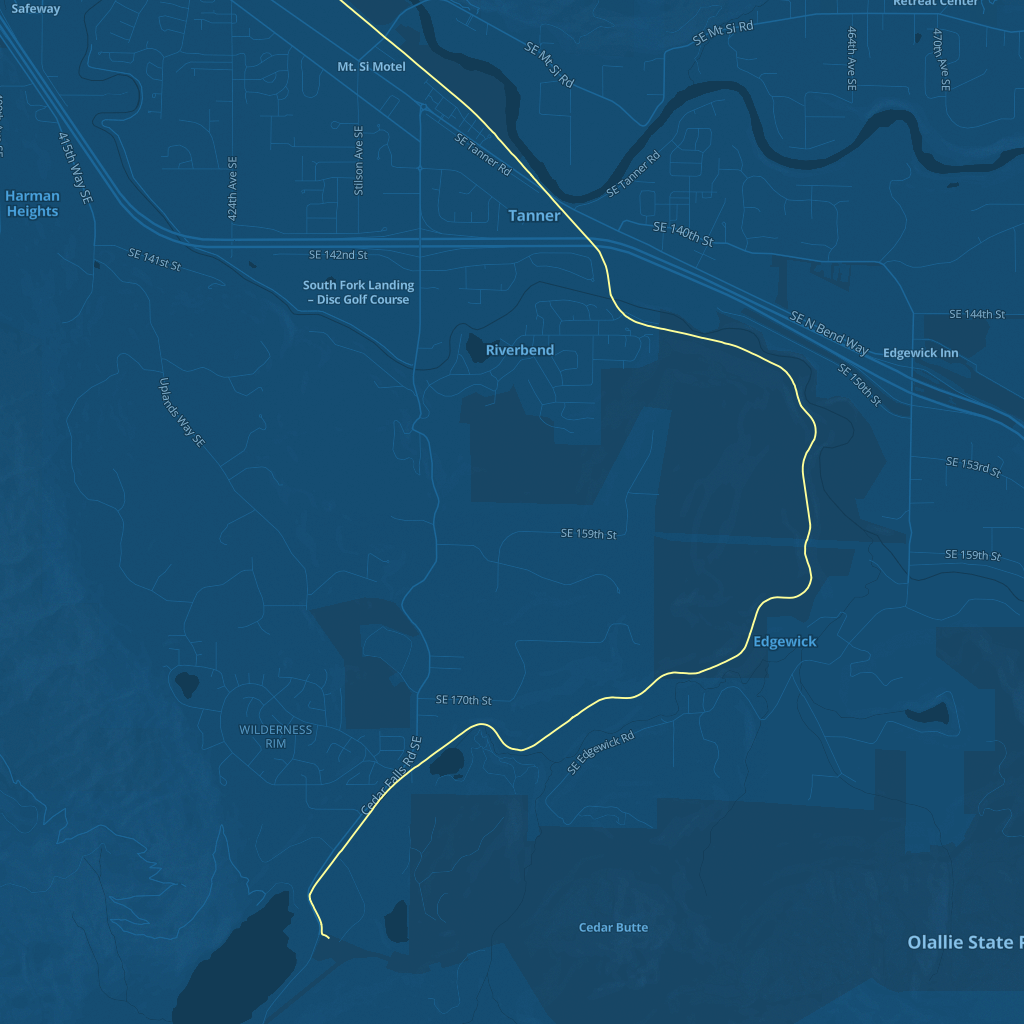 Safeway
Retreat Center
SE Mt Si Rd
SE Mt Si Rd
464th Ave SE
470th Ave SE
Mt. Si Motel
415th Way SE
Stilson Ave SE
424th Ave SE
SE Tanner Rd
SE Tanner Rd
Harman
Heights
Tanner
SE 140th St
SE 141st St
SE 142nd St
South Fork Landing
– Disc Golf Course
SE N Bend Way
SE 144th St
Riverbend
Edgewick Inn
SE 150th St
Uplands Way SE
SE 153rd St
SE 159th St
SE 159th St
Edgewick
SE 170th St
WILDERNESS
RIM
SE Edgewick Rd
Cedar Falls Rd SE
Cedar Butte
Olallie State